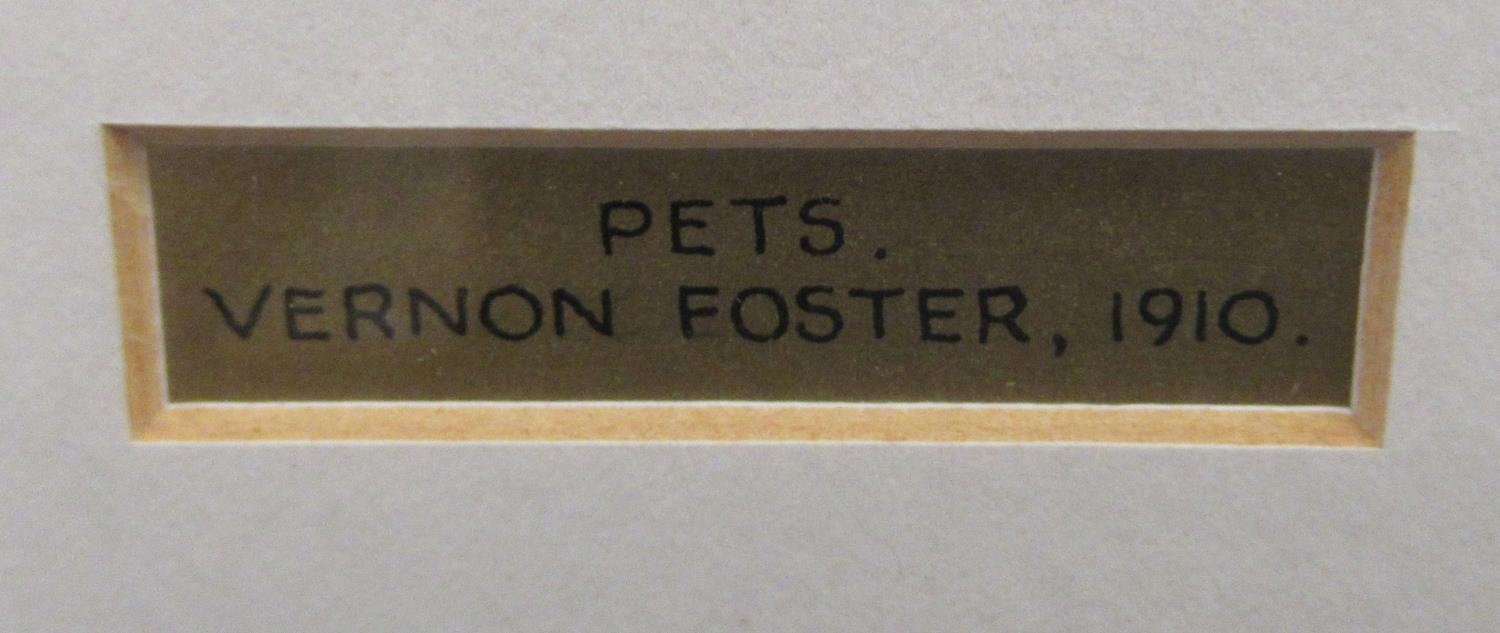 PETS.
VERNON FOSTER, 1910.